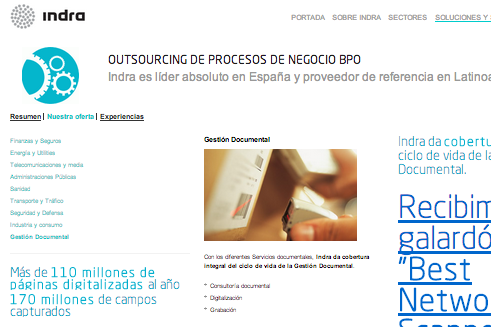 indra
PORTADA SOBRE INDRA SECTORES SOLUCIONES Y
OUTSOURCING DE PROCESOS DE NEGOCIO BPO
Indra es líder absoluto en España y proveedor de referencia en Latinoa
Resumen | Nuestra oferta | Experiencias
Finanzas y Seguros
Energía y Utilities
Telecomunicaciones y media
Administraciones Públicas
Sanidad
Transporte y Tráfico
Seguridad y Defensa
Industria y consumo
Gestión Documental
Más de 110 millones de
páginas digitalizadas al año
170 millones de campos
capturados
Gestión Documental
Con los diferentes Servicios documentales, Indra da cobertura
integral del ciclo de vida de la Gestión Documental:
Consultoría documental
Digitalización
Grabación
Indra da cobertur
ciclo de vida de la
Documental.
Recibim
galardó
"Best
Netwo